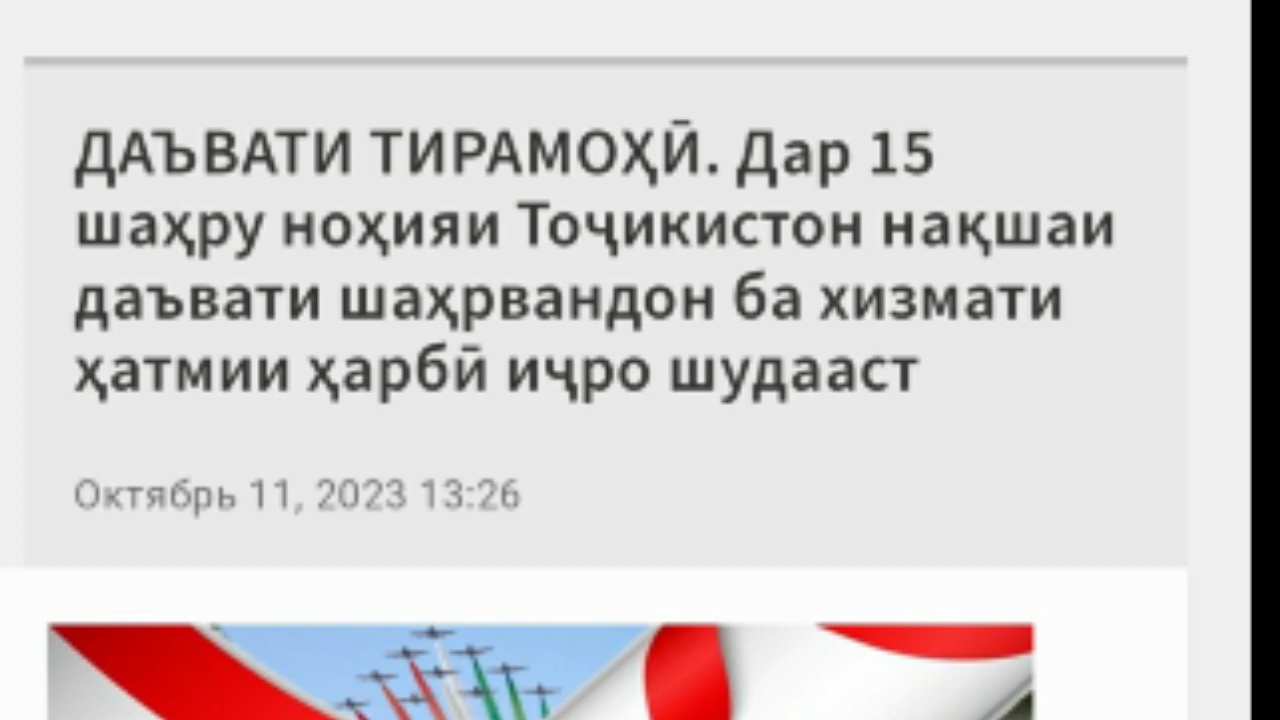 ДАЪВАТИ ТИРАМОҲӢ. Дар 15
шаҳру ноҳияи Тоҷикистон нақшаи
даъвати шаҳрвандон ба хизмати
ҳатмии ҳарбӣ иҷро шудааст
Октябрь 11, 2023 13:26